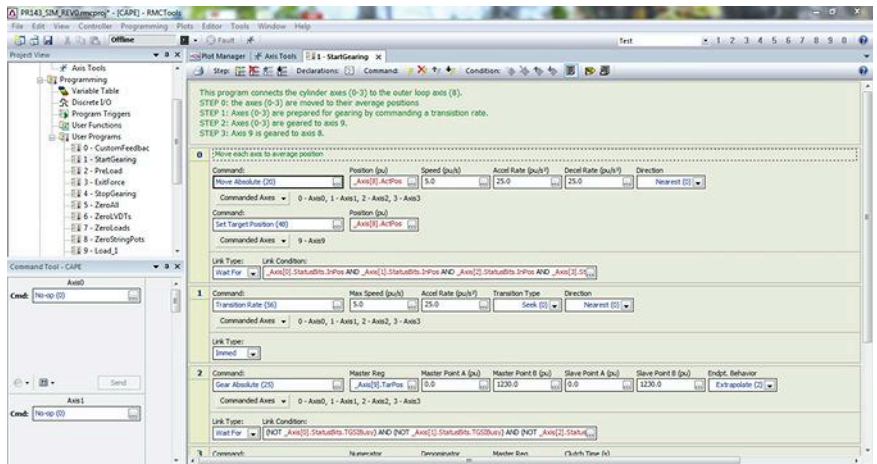 PR143_SIM_REV0.rmcproj* - [CAPE] - RMCTools
File Edit View Controller Programming Plots Editor Tools Window Help
Offline Fault Test 1 2 3 4 5 6 7 8 9 0
Project View
Plot Manager Axis Tools 1 - StartGearing
Step: Declarations: Command: Condition:
Axis Tools
Programming
Variable Table
Discrete I/O
Program Triggers
User Functions
User Programs
0 - CustomFeedbac
1 - StartGearing
2 - PreLoad
3 - ExitForce
4 - StopGearing
5 - ZeroAll
6 - ZeroLVDTs
7 - ZeroLoads
8 - ZeroStringPots
9 - Load_1
Command Tool - CAPE
Axis0
Cmd: No-op (0)
Send
Axis1
Cmd: No-op (0)
This program connects the cylinder axes (0-3) to the outer loop axis (8).
STEP 0: the axes (0-3) are moved to their average positions
STEP 1: Axes (0-3) are prepared for gearing by commanding a transistion rate.
STEP 2: Axes (0-3) are geared to axis 9.
STEP 3: Axis 9 is geared to axis 8.
0 Move each axis to average position
Command: Position (pu) Speed (pu/s) Accel Rate (pu/s²) Decel Rate (pu/s²) Direction
Move Absolute (20) _Axis[8].ActPos 5.0 25.0 25.0 Nearest (0)
Commanded Axes 0 - Axis0, 1 - Axis1, 2 - Axis2, 3 - Axis3
Command: Position (pu)
Set Target Position (48) _Axis[8].ActPos
Commanded Axes 9 - Axis9
Link Type: Link Condition:
Wait For _Axis[0].StatusBits.InPos AND _Axis[1].StatusBits.InPos AND _Axis[2].StatusBits.InPos AND _Axis[3].St
1 Command: Max Speed (pu/s) Accel Rate (pu/s²) Transition Type Direction
Transition Rate (56) 5.0 25.0 Seek (0) Nearest (0)
Commanded Axes 0 - Axis0, 1 - Axis1, 2 - Axis2, 3 - Axis3
Link Type:
Immed
2 Command: Master Reg Master Point A (pu) Master Point B (pu) Slave Point A (pu) Slave Point B (pu) Endpt. Behavior
Gear Absolute (25) _Axis[9].TarPos 0.0 1230.0 0.0 1230.0 Extrapolate (2)
Commanded Axes 0 - Axis0, 1 - Axis1, 2 - Axis2, 3 - Axis3
Link Type: Link Condition:
Wait For (NOT _Axis[0].StatusBits.TGSIBusy) AND (NOT _Axis[1].StatusBits.TGSIBusy) AND (NOT _Axis[2].Status
3 Command: Numerator Denominator Master Reg Clutch Time (s)